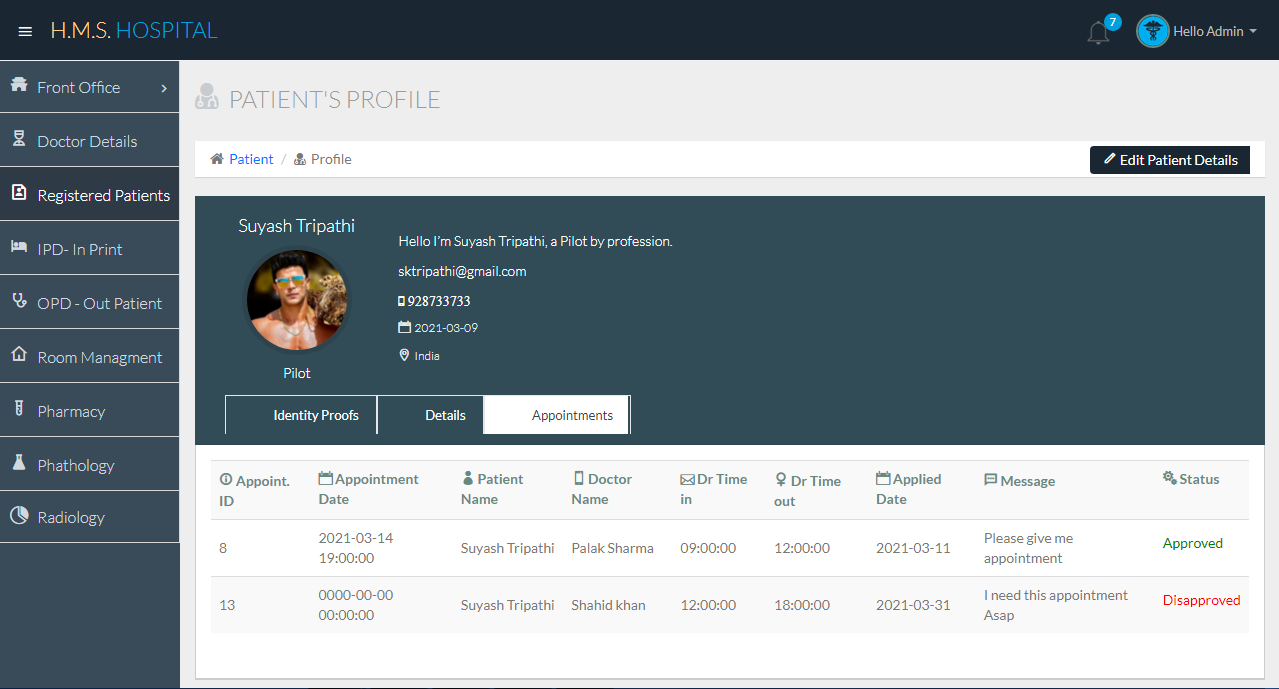 H.M.S. HOSPITAL
7
Hello Admin
Front Office
Doctor Details
Registered Patients
IPD- In Print
OPD - Out Patient
Room Managment
Pharmacy
Phathology
Radiology
PATIENT'S PROFILE
Patient / Profile
Edit Patient Details
Suyash Tripathi
Pilot
Hello I'm Suyash Tripathi, a Pilot by profession.
sktripathi@gmail.com
928733733
2021-03-09
India
Identity Proofs Details Appointments
Appoint. ID Appointment Date Patient Name Doctor Name Dr Time in Dr Time out Applied Date Message Status
8 2021-03-14 19:00:00 Suyash Tripathi Palak Sharma 09:00:00 12:00:00 2021-03-11 Please give me appointment Approved
13 0000-00-00 00:00:00 Suyash Tripathi Shahid khan 12:00:00 18:00:00 2021-03-31 I need this appointment Asap Disapproved